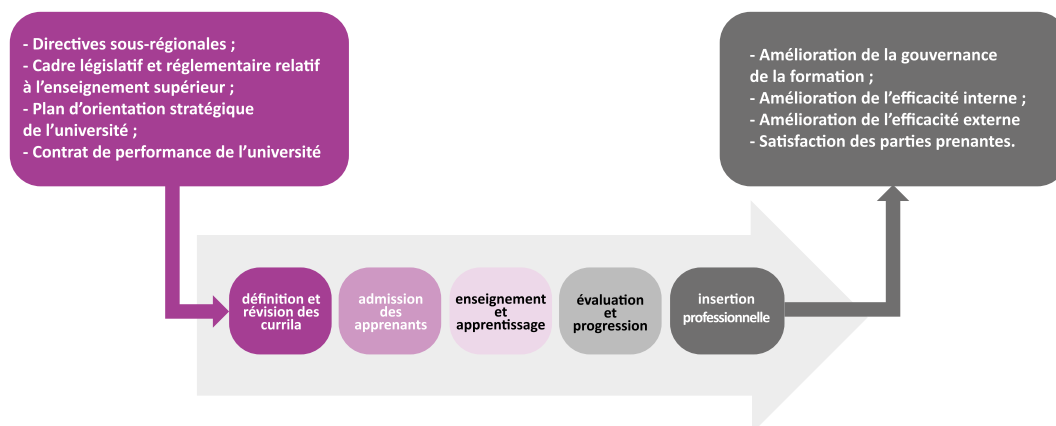 - Directives sous-régionales ;
- Cadre législatif et réglementaire relatif
à l’enseignement supérieur ;
- Plan d’orientation stratégique
de l’université ;
- Contrat de performance de l’université
- Amélioration de la gouvernance
de la formation ;
- Amélioration de l’efficacité interne ;
- Amélioration de l’efficacité externe
- Satisfaction des parties prenantes.
définition et
révision des
currila
admission
des
apprenants
enseignement
et
apprentissage
évaluation
et
progression
insertion
professionnelle